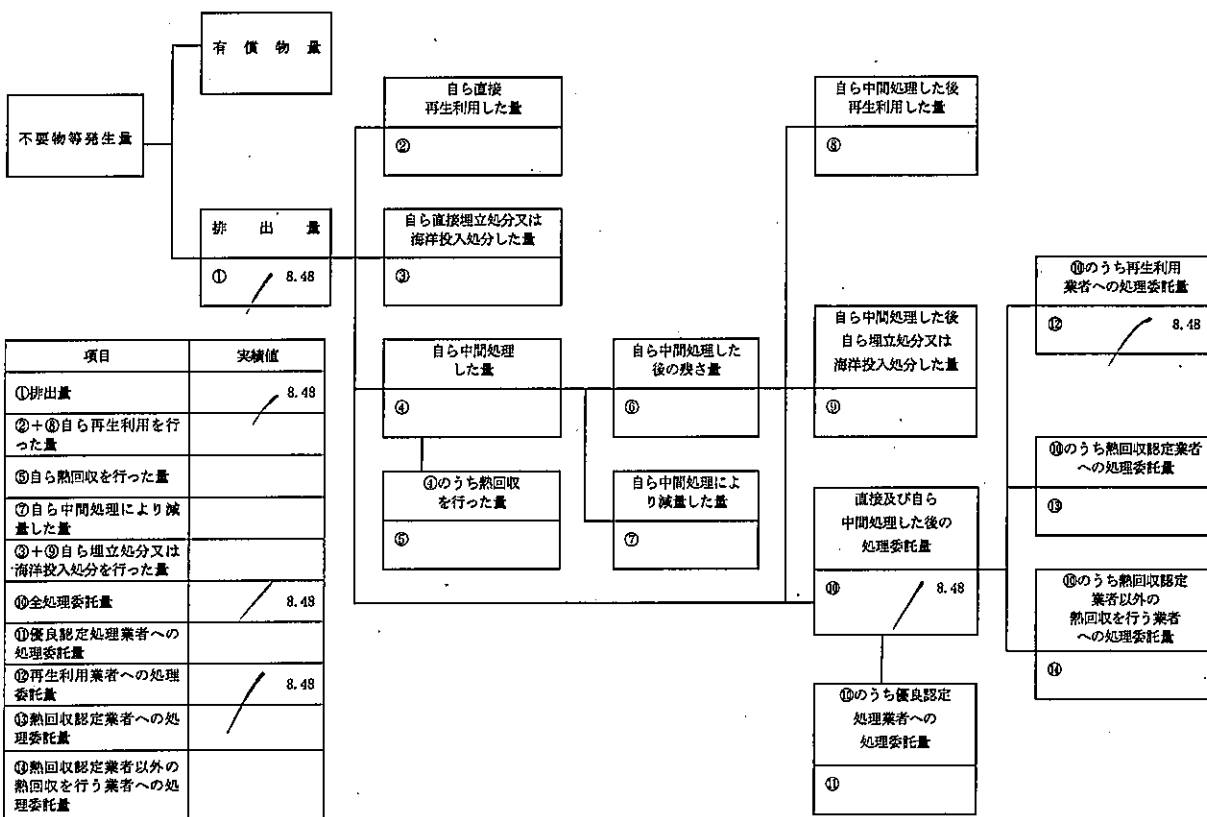 有償物量
不要物等発生量
排出量
① 8.48
自ら直接
再生利用した量
②
自ら直接埋立処分又は
海洋投入処分した量
③
自ら中間処理
した量
④
④のうち熱回収
を行った量
⑤
自ら中間処理した
後の残さ量
⑥
自ら中間処理によ
り減量した量
⑦
自ら中間処理した後
再生利用した量
⑧
自ら中間処理した後
自ら埋立処分又は
海洋投入処分した量
⑨
直接及び自ら
中間処理した後の
処理委託量
⑩ 8.48
⑩のうち優良認定
処理業者への
処理委託量
⑪
⑩のうち再生利用
業者への処理委託量
⑫ 8.48
⑩のうち熱回収認定業者
への処理委託量
⑬
⑩のうち熱回収認定
業者以外の
熱回収を行う業者
への処理委託量
⑭
項目 実績値
①排出量 8.48
②+⑧自ら再生利用を行
った量
⑤自ら熱回収を行った量
⑦自ら中間処理により減
量した量
③+⑨自ら埋立処分又は
海洋投入処分を行った量
⑩全処理委託量 8.48
⑪優良認定処理業者への
処理委託量
⑫再生利用業者への処理
委託量 8.48
⑬熱回収認定業者への処
理委託量
⑭熱回収認定業者以外の
熱回収を行う業者への処
理委託量